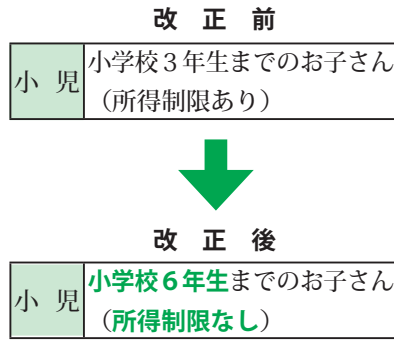 改 正 前
小 児
小学校３年生までのお子さん
（所得制限あり）
改 正 後
小 児
小学校６年生までのお子さん
（所得制限なし）